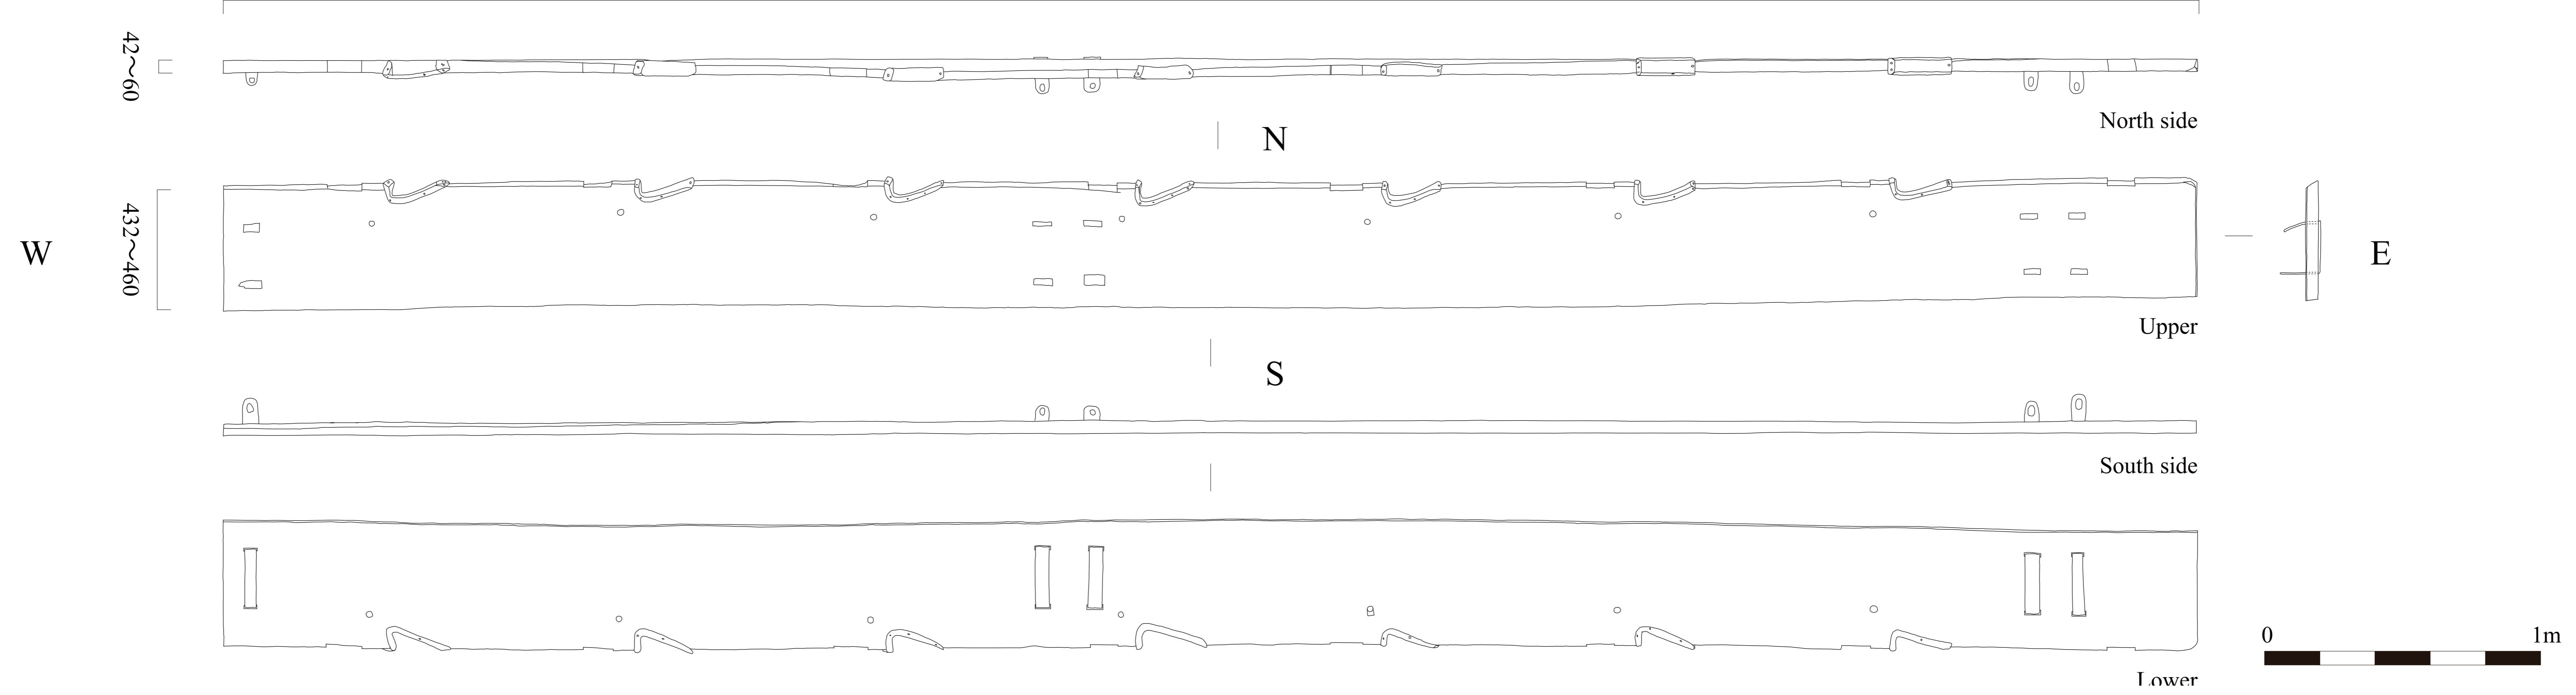 42～60
North side
N
432～460
W
E
Upper
S
South side
0 1m
Lower